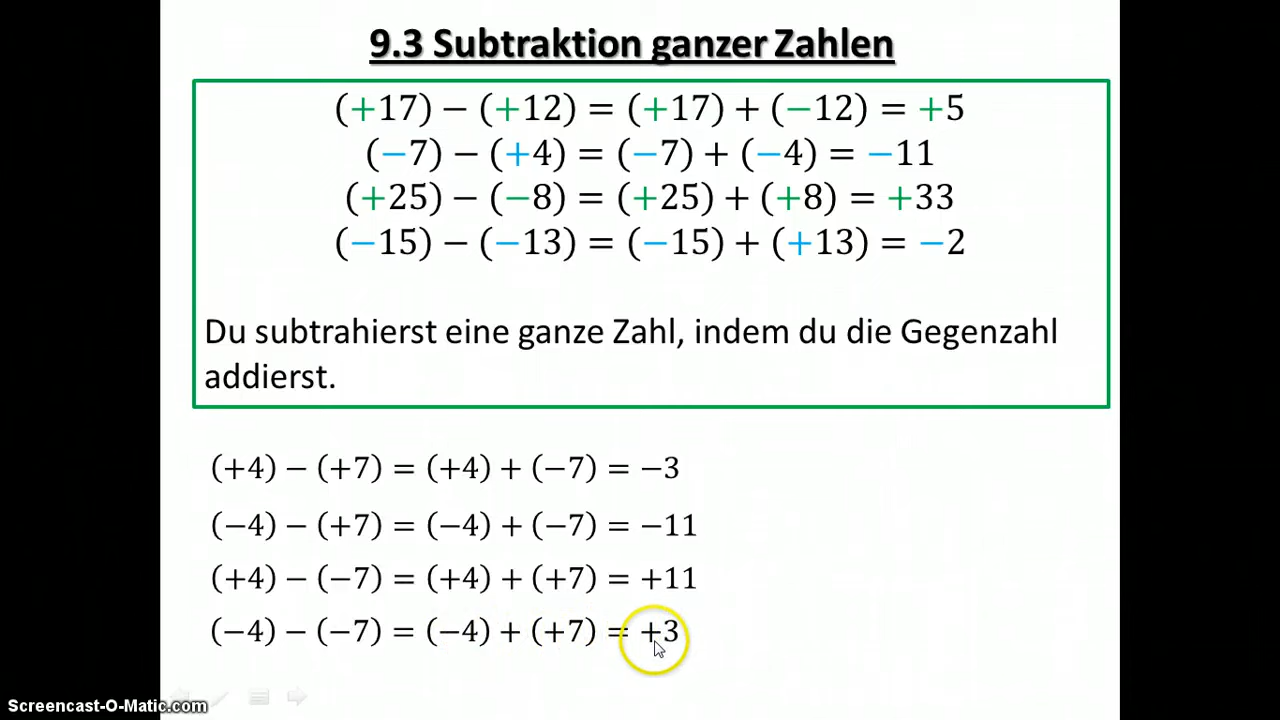 9.3 Subtraktion ganzer Zahlen
(+17) − (+12) = (+17) + (−12) = +5
(−7) − (+4) = (−7) + (−4) = −11
(+25) − (−8) = (+25) + (+8) = +33
(−15) − (−13) = (−15) + (+13) = −2
Du subtrahierst eine ganze Zahl, indem du die Gegenzahl
addierst.
(+4) − (+7) = (+4) + (−7) = −3
(−4) − (+7) = (−4) + (−7) = −11
(+4) − (−7) = (+4) + (+7) = +11
(−4) − (−7) = (−4) + (+7) = +3
Screencast-O-Matic.com